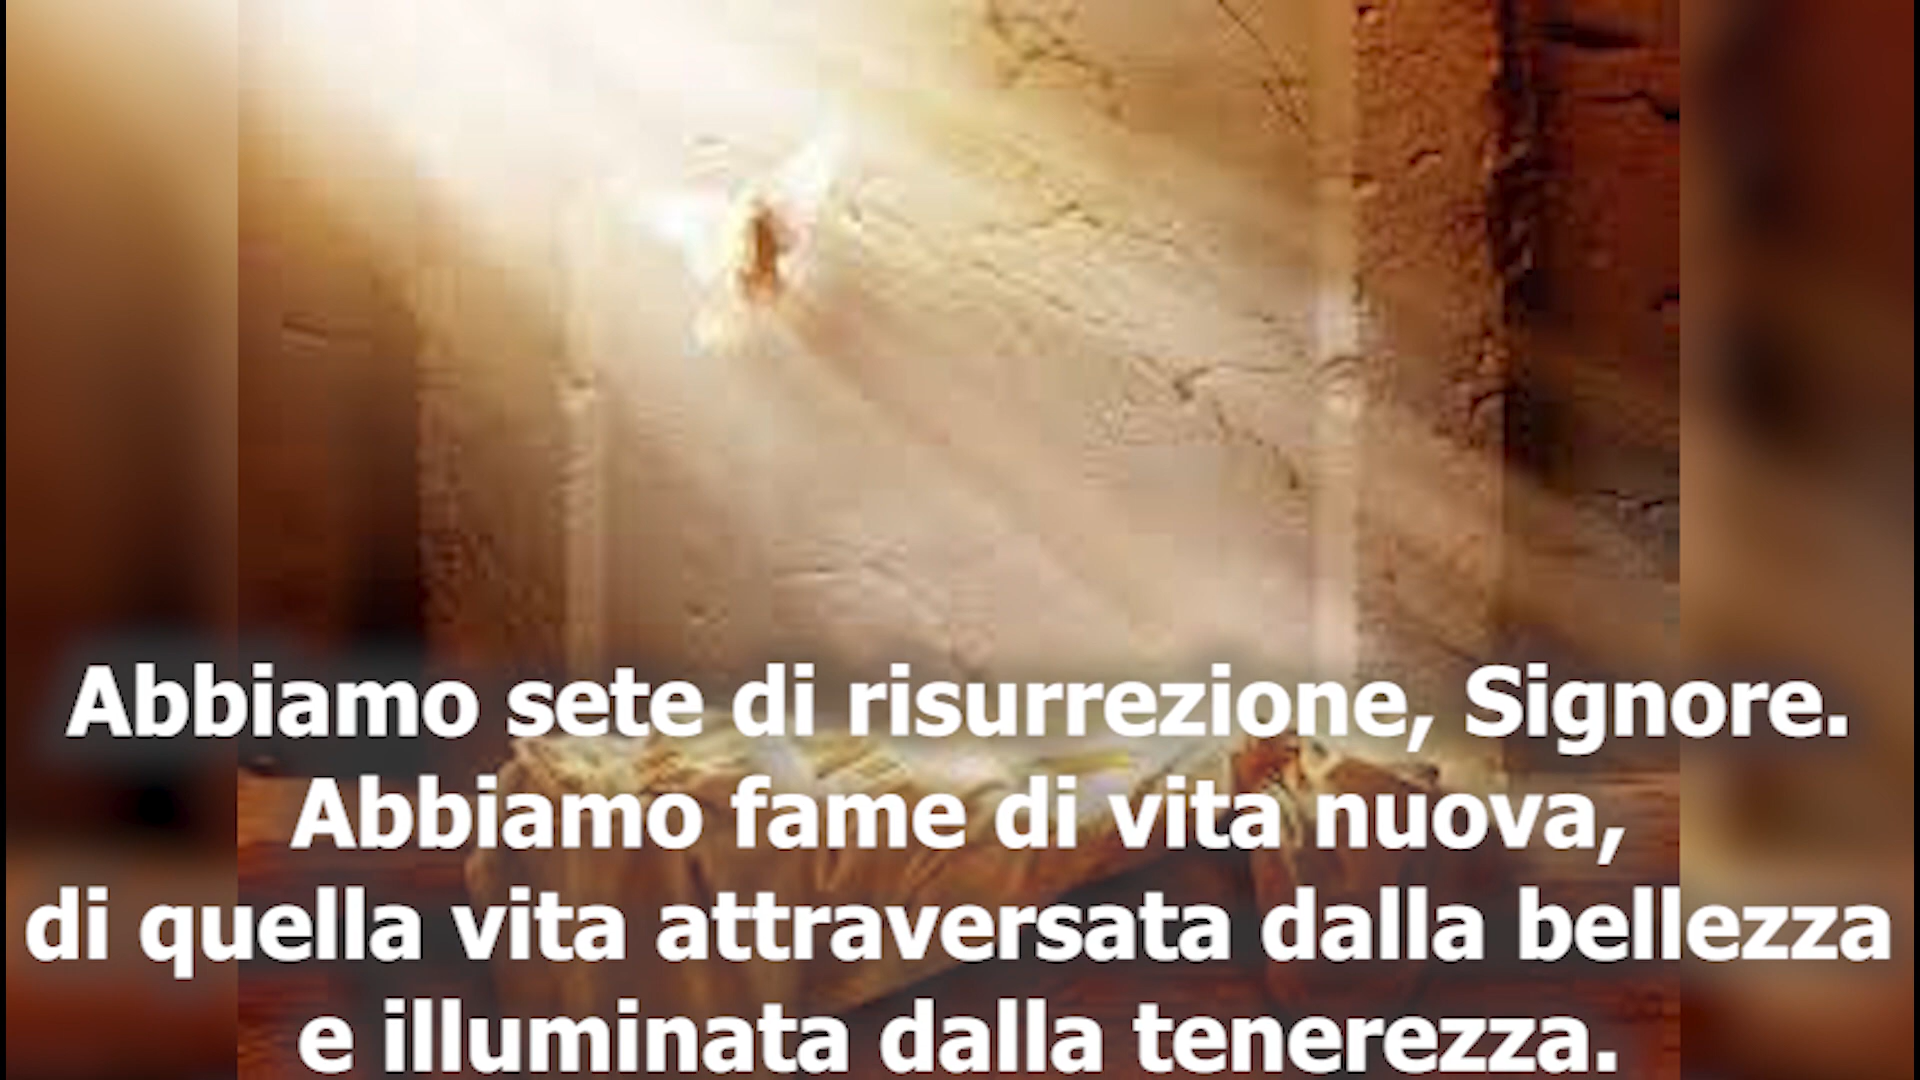 Abbiamo sete di risurrezione, Signore.
Abbiamo fame di vita nuova,
di quella vita attraversata dalla bellezza
e illuminata dalla tenerezza.